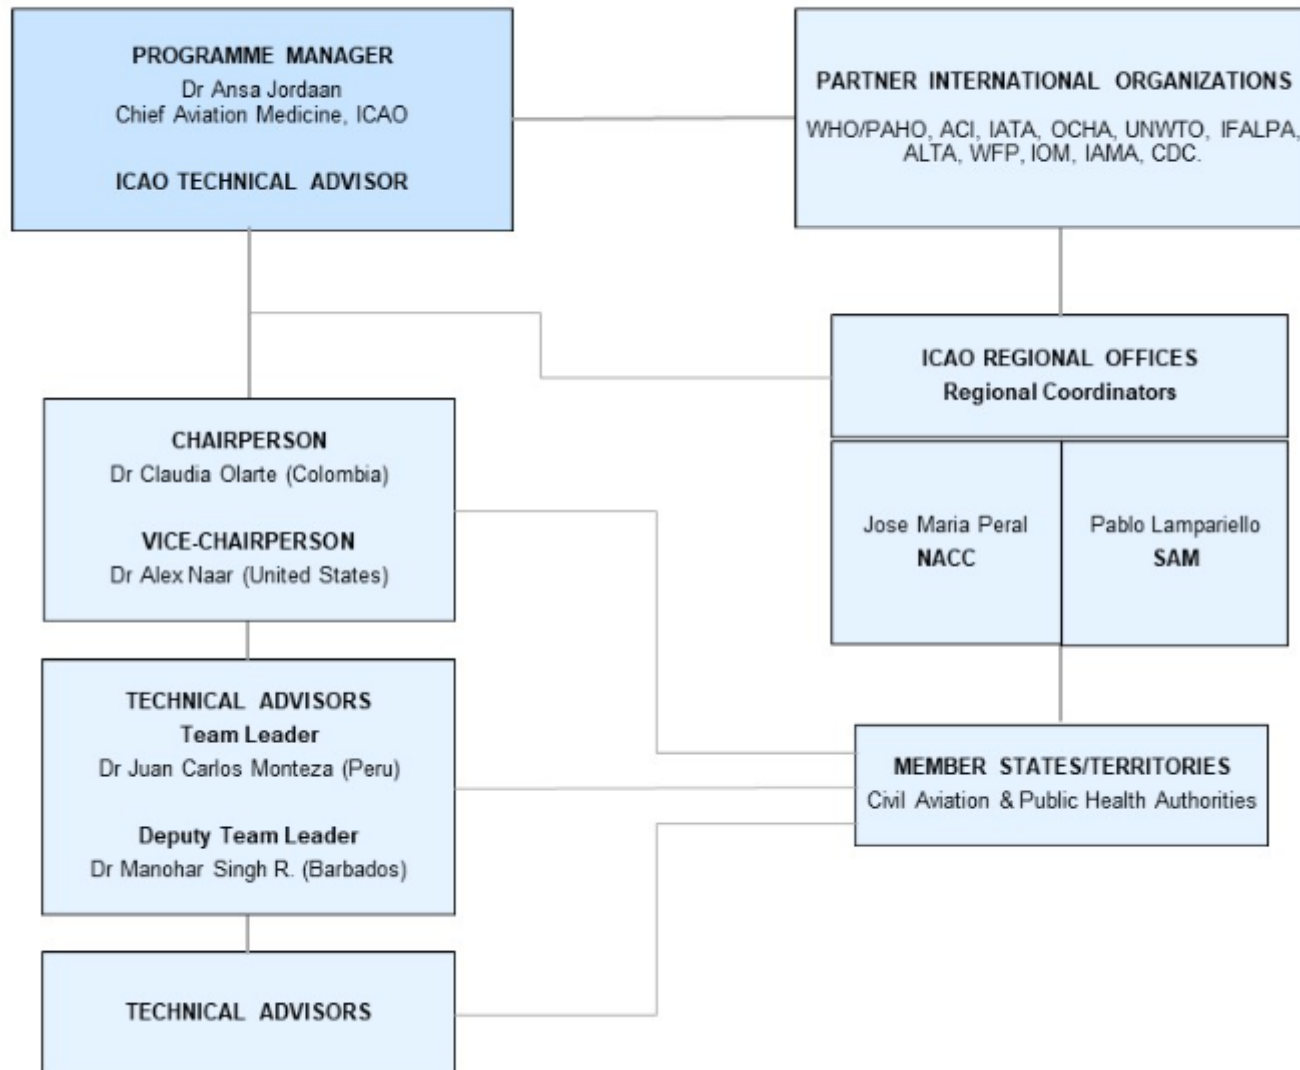 PROGRAMME MANAGER
Dr Ansa Jordaan
Chief Aviation Medicine, ICAO
ICAO TECHNICAL ADVISOR
PARTNER INTERNATIONAL ORGANIZATIONS
WHO/PAHO, ACI, IATA, OCHA, UNWTO, IFALPA,
ALTA, WFP, IOM, IAMA, CDC.
ICAO REGIONAL OFFICES
Regional Coordinators
Jose Maria Peral
NACC
Pablo Lampariello
SAM
CHAIRPERSON
Dr Claudia Olarte (Colombia)
VICE-CHAIRPERSON
Dr Alex Naar (United States)
TECHNICAL ADVISORS
Team Leader
Dr Juan Carlos Monteza (Peru)
Deputy Team Leader
Dr Manohar Singh R. (Barbados)
MEMBER STATES/TERRITORIES
Civil Aviation & Public Health Authorities
TECHNICAL ADVISORS